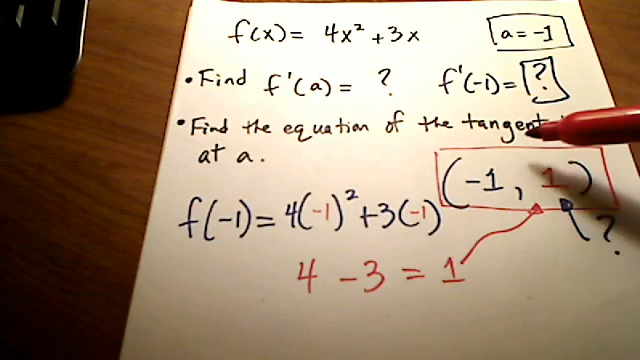 f(x) = 4x² + 3x a = -1
• Find f'(a) = ? f'(-1) = ?
• Find the equation of the tangent
at a.
(-1, 1)
f(-1) = 4(-1)² + 3(-1)
?
4 - 3 = 1